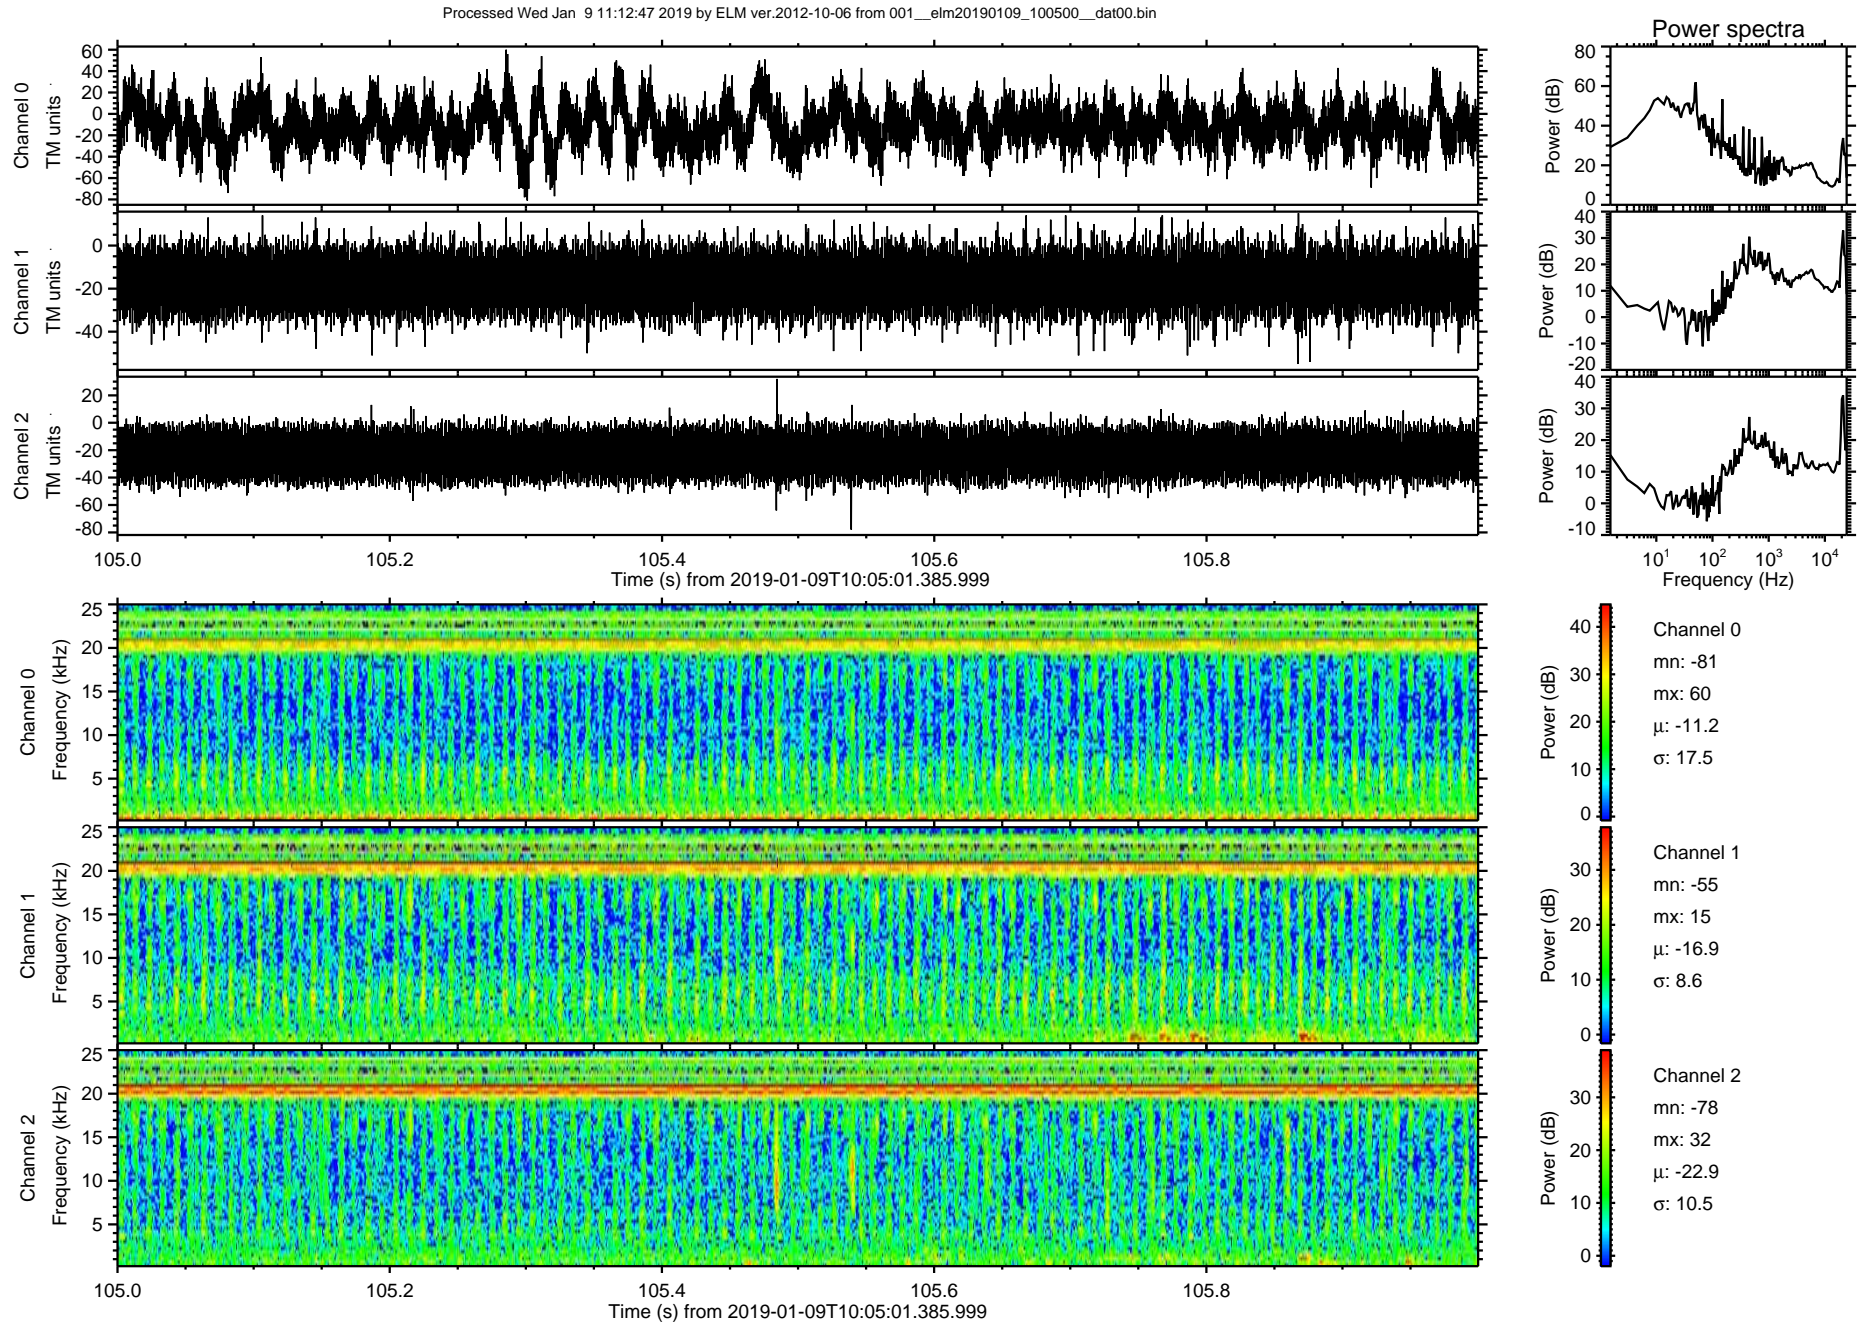 Processed Wed Jan  9 11:12:47 2019 by ELM ver.2012-10-06 from 001__elm20190109_100500__dat00.bin
Power spectra
Channel 0
TM units
60
40
20
0
-20
-40
-60
-80
Power (dB)
80
60
40
20
0
Channel 1
TM units
0
-20
-40
Power (dB)
40
30
20
10
0
-10
-20
Channel 2
TM units
20
0
-20
-40
-60
-80
Power (dB)
40
30
20
10
0
-10
105.0 105.2 105.4 105.6 105.8
Time (s) from 2019-01-09T10:05:01.385.999
10^1 10^2 10^3 10^4
Frequency (Hz)
Channel 0
Frequency (kHz)
25
20
15
10
5
Power (dB)
40
30
20
10
0
Channel 0
mn: -81
mx: 60
μ: -11.2
σ: 17.5
Channel 1
Frequency (kHz)
25
20
15
10
5
Power (dB)
30
20
10
0
Channel 1
mn: -55
mx: 15
μ: -16.9
σ: 8.6
Channel 2
Frequency (kHz)
25
20
15
10
5
Power (dB)
30
20
10
0
Channel 2
mn: -78
mx: 32
μ: -22.9
σ: 10.5
105.0 105.2 105.4 105.6 105.8
Time (s) from 2019-01-09T10:05:01.385.999